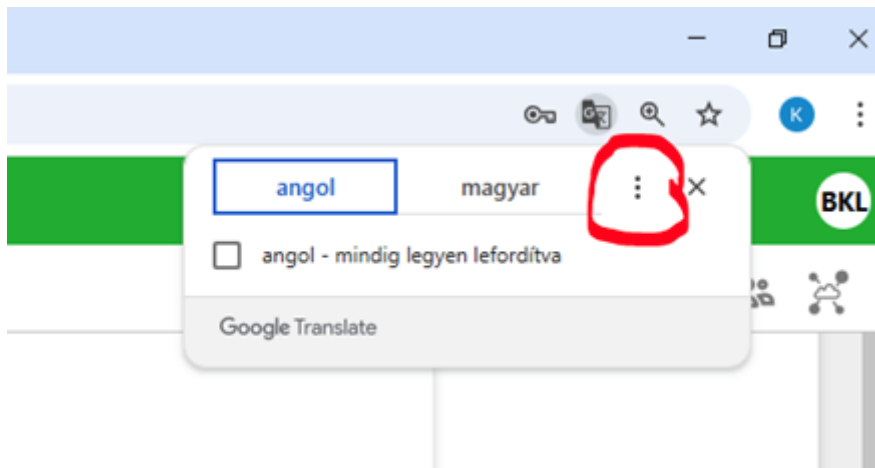 K
angol magyar
BKL
angol - mindig legyen lefordítva
Google Translate